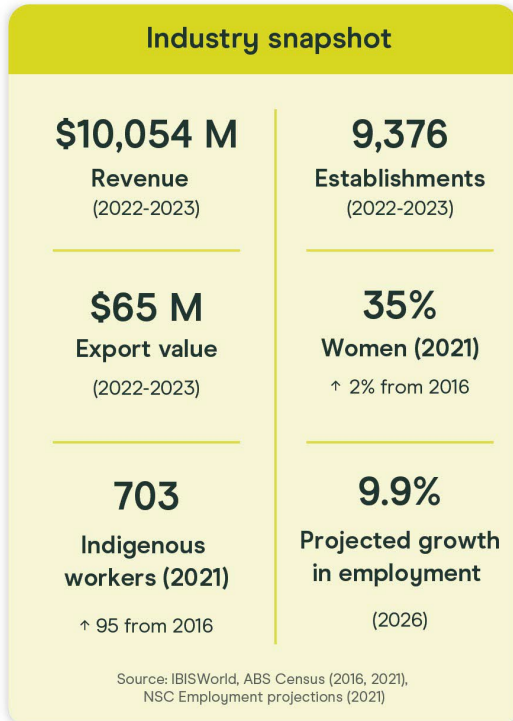 Industry snapshot
$10,054 M
Revenue
(2022-2023)
9,376
Establishments
(2022-2023)
$65 M
Export value
(2022-2023)
35%
Women (2021)
↑ 2% from 2016
703
Indigenous
workers (2021)
↑ 95 from 2016
9.9%
Projected growth
in employment
(2026)
Source: IBISWorld, ABS Census (2016, 2021),
NSC Employment projections (2021)